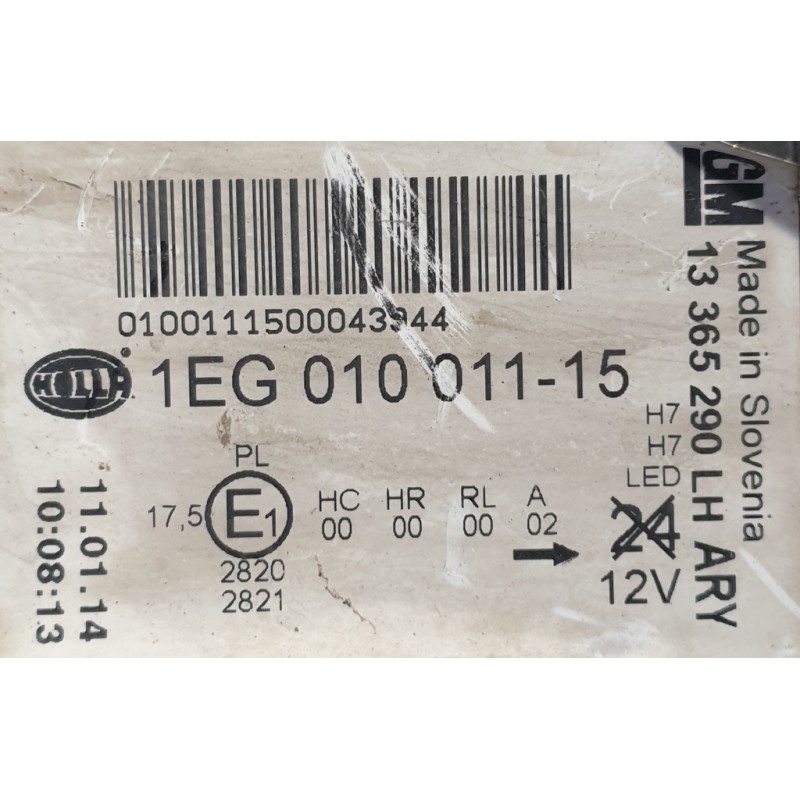 0100111500043944
HELLA ®
1EG 010 011-15
PL
17,5 E1
2820
2821
HC HR RL A
00 00 00 02
H7
H7
LED
24
12V
GM
13 365 290 LH ARY
Made in Slovenia
11.01.14
10:08:13